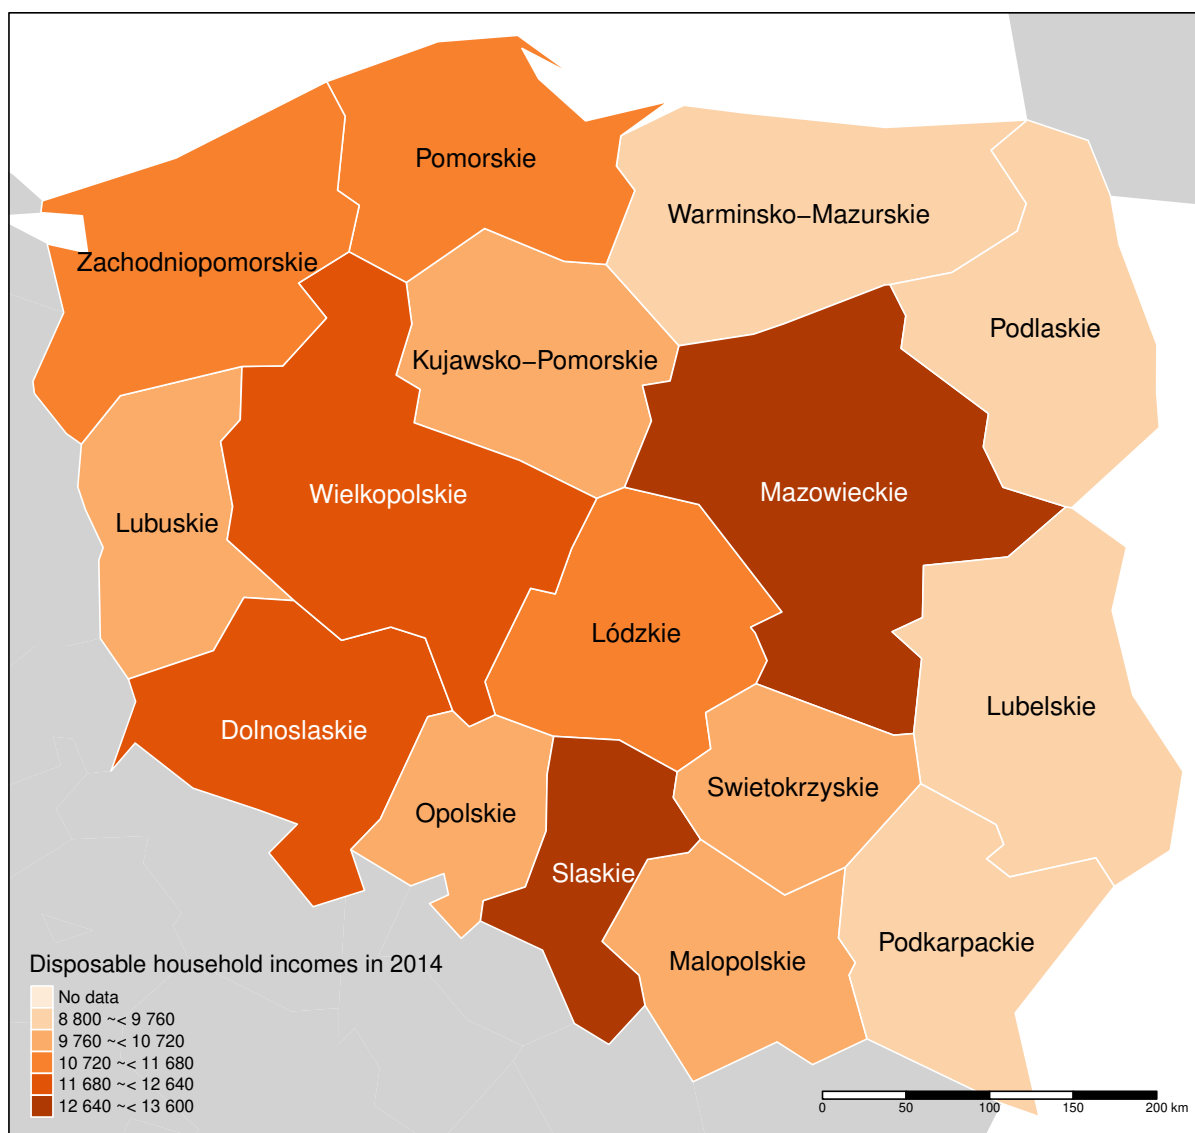 Pomorskie
Warminsko−Mazurskie
Zachodniopomorskie
Podlaskie
Kujawsko−Pomorskie
Wielkopolskie
Mazowieckie
Lubuskie
Lódzkie
Lubelskie
Dolnoslaskie
Swietokrzyskie
Opolskie
Slaskie
Podkarpackie
Malopolskie
Disposable household incomes in 2014
No data
8 800 ~< 9 760
9 760 ~< 10 720
10 720 ~< 11 680
11 680 ~< 12 640
12 640 ~< 13 600
0 50 100 150 200 km